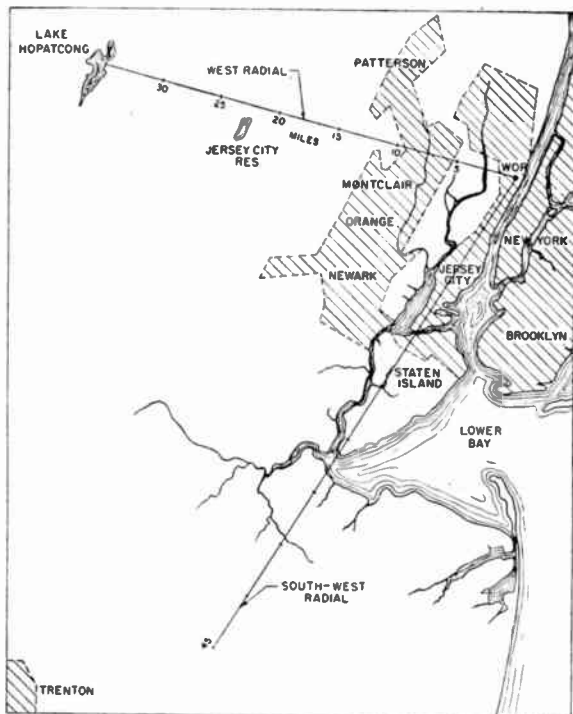 LAKE
HOPATCONG
WEST RADIAL
PATTERSON
30
25
20
MILES
15
10
5
JERSEY CITY
RES
WOR
MONTCLAIR
ORANGE
NEW YORK
JERSEY
CITY
NEWARK
BROOKLYN
STATEN
ISLAND
LOWER
BAY
SOUTH-WEST
RADIAL
45
TRENTON